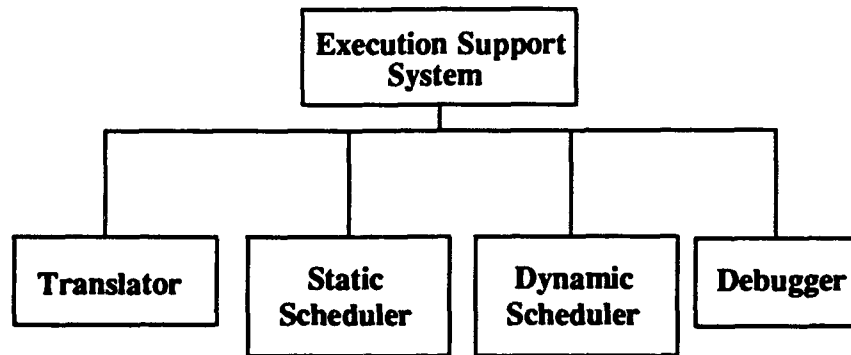 Execution Support
System
Translator
Static
Scheduler
Dynamic
Scheduler
Debugger